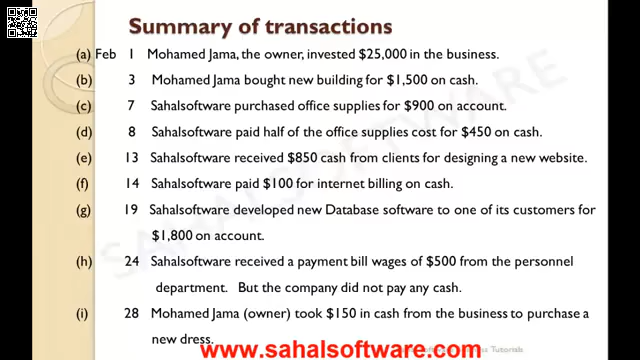 Summary of transactions
(a) Feb 1 Mohamed Jama, the owner, invested $25,000 in the business.
(b) 3 Mohamed Jama bought new building for $1,500 on cash.
(c) 7 Sahalsoftware purchased office supplies for $900 on account.
(d) 8 Sahalsoftware paid half of the office supplies cost for $450 on cash.
(e) 13 Sahalsoftware received $850 cash from clients for designing a new website.
(f) 14 Sahalsoftware paid $100 for internet billing on cash.
(g) 19 Sahalsoftware developed new Database software to one of its customers for
$1,800 on account.
(h) 24 Sahalsoftware received a payment bill wages of $500 from the personnel
department. But the company did not pay any cash.
(i) 28 Mohamed Jama (owner) took $150 in cash from the business to purchase a
new dress.
Tutorials
www.sahalsoftware.com
SAHALSOFTWARE